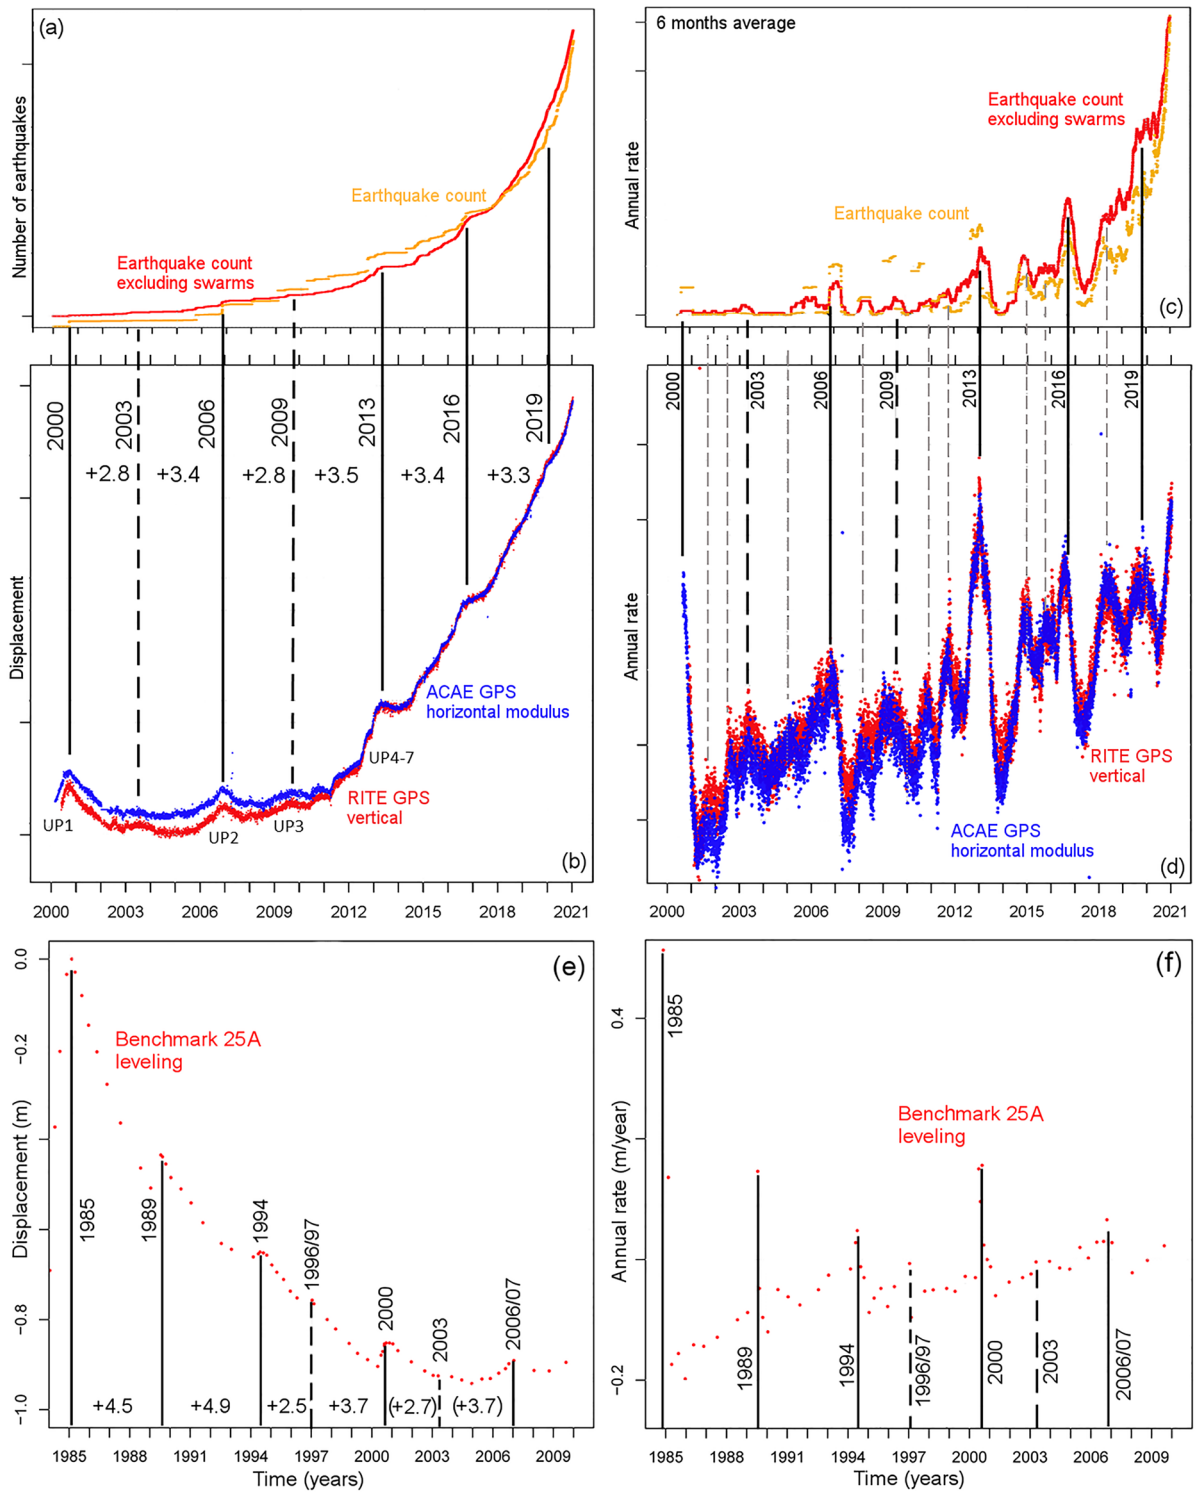 (a)
Number of earthquakes
Earthquake count
Earthquake count
excluding swarms
6 months average
Annual rate
Earthquake count
excluding swarms
Earthquake count
(c)
Displacement
2000
2003
2006
2009
2013
2016
2019
+2.8
+3.4
+2.8
+3.5
+3.4
+3.3
ACAE GPS
horizontal modulus
UP4-7
RITE GPS
vertical
UP1
UP2
UP3
(b)
2000
2003
2006
2009
2012
2015
2018
2021
Annual rate
2000
2003
2006
2009
2013
2016
2019
RITE GPS
vertical
ACAE GPS
horizontal modulus
(d)
2000
2003
2006
2009
2012
2015
2018
2021
(e)
Displacement (m)
0.0
−0.2
−0.8
−1.0
Benchmark 25A
leveling
1985
1989
1994
1996/97
2000
2003
2006/07
+4.5
+4.9
+2.5
+3.7
(+2.7)
(+3.7)
1985
1988
1991
1994
1997
2000
2003
2006
2009
Time (years)
(f)
Annual rate (m/year)
0.4
−0.2
1985
Benchmark 25A
leveling
1989
1994
1996/97
2000
2003
2006/07
1985
1988
1991
1994
1997
2000
2003
2006
2009
Time (years)